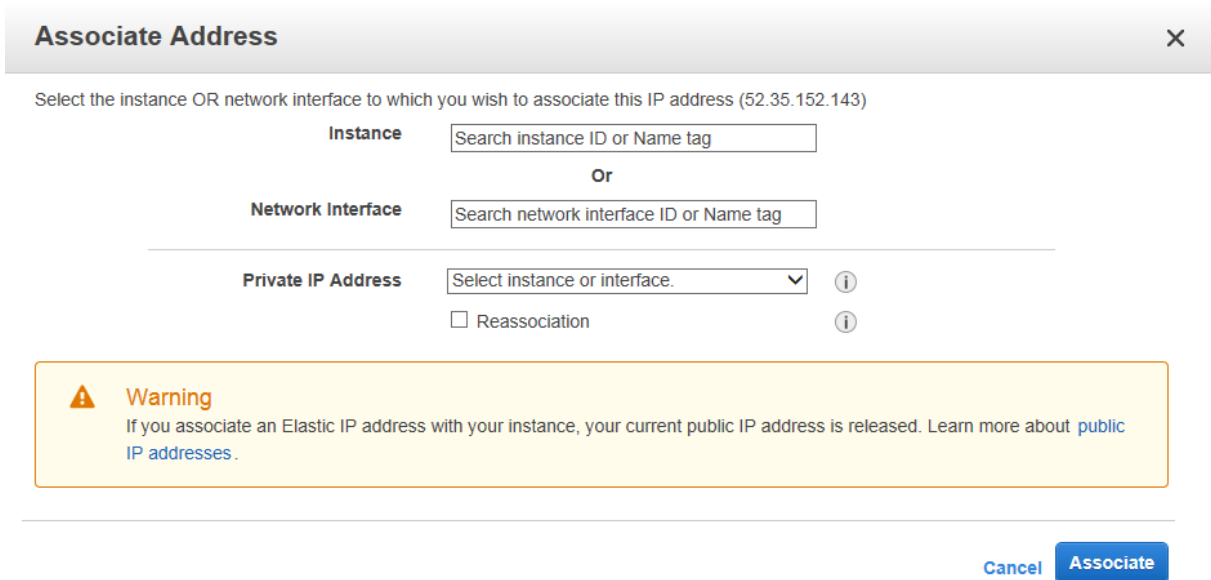 Associate Address
Select the instance OR network interface to which you wish to associate this IP address (52.35.152.143)
Instance Search instance ID or Name tag
Or
Network Interface Search network interface ID or Name tag
Private IP Address Select instance or interface.
Reassociation
Warning
If you associate an Elastic IP address with your instance, your current public IP address is released. Learn more about public
IP addresses.
Cancel Associate